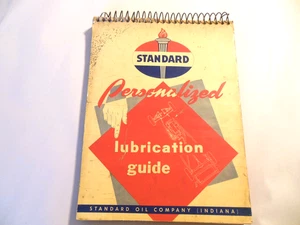 STANDARD
Personalized
lubrication
guide
STANDARD OIL COMPANY (INDIANA)